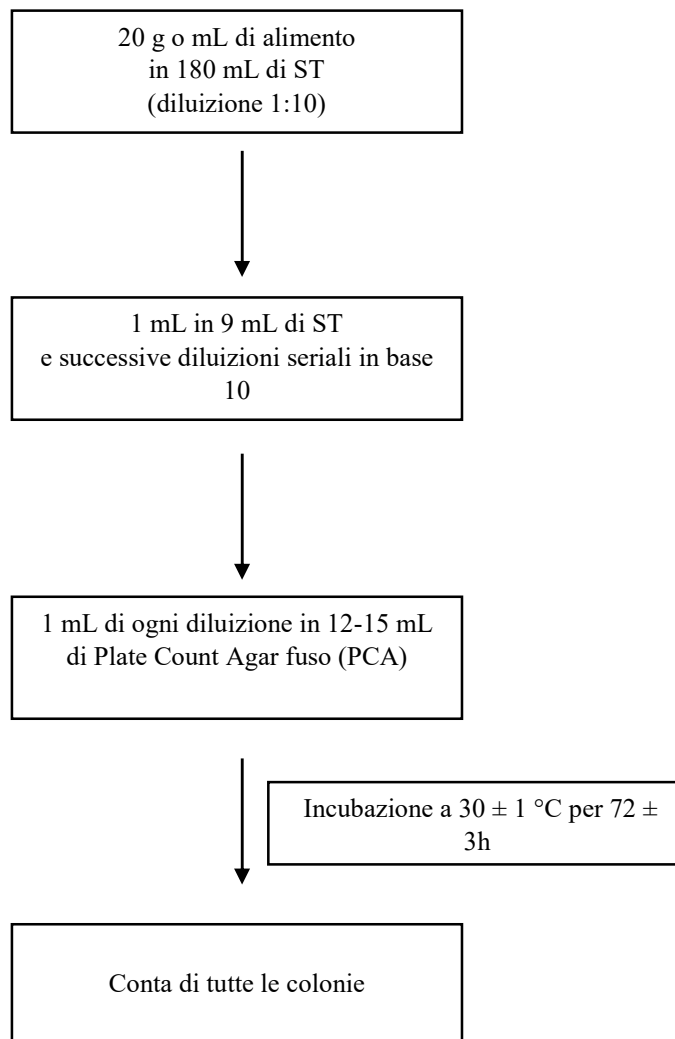 20 g o mL di alimento
in 180 mL di ST
(diluizione 1:10)
1 mL in 9 mL di ST
e successive diluizioni seriali in base
10
1 mL di ogni diluizione in 12-15 mL
di Plate Count Agar fuso (PCA)
Incubazione a 30 ± 1 °C per 72 ±
3h
Conta di tutte le colonie